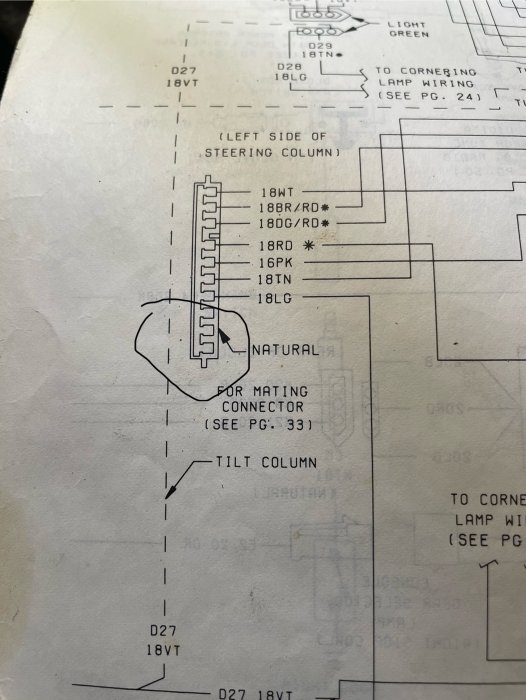 LIGHT
GREEN
D29
18TN*
D28
18LG
TO CORNERING
LAMP WIRING
(SEE PG. 24)
D27
18VT
(LEFT SIDE OF
STEERING COLUMN)
18WT
18BR/RD*
18DG/RD*
18RD *
16PK
18TN
18LG
NATURAL
FOR MATING
CONNECTOR
(SEE PG. 33)
TILT COLUMN
TO CORNE
LAMP WI
(SEE PG
D27
18VT
D27 18VT